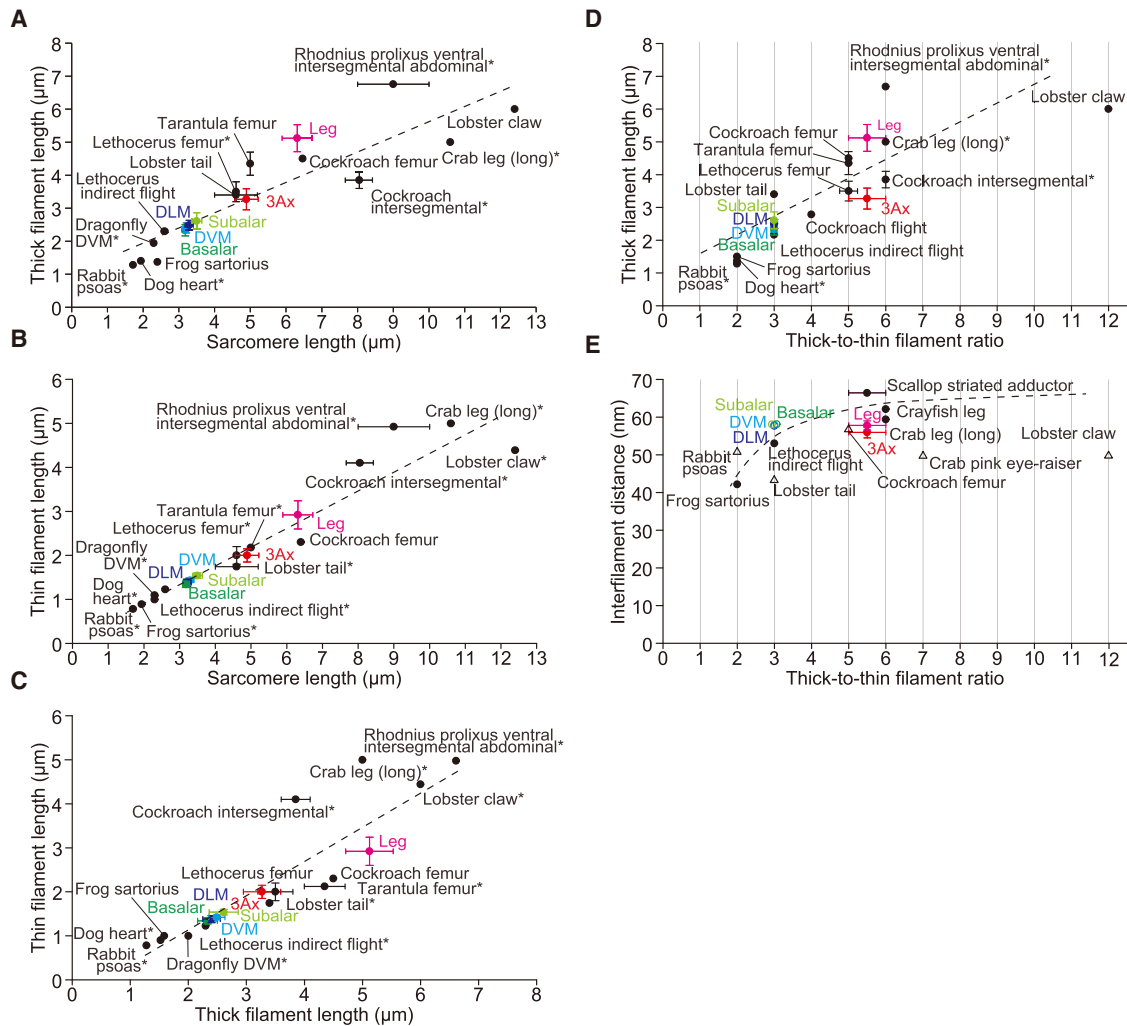 A
Thick filament length (µm)
8
7
6
5
4
3
2
1
0
Rhodnius prolixus ventral
intersegmental abdominal*
Tarantula femur
Leg
Lobster claw
Lethocerus femur*
Lobster tail
Cockroach femur
Crab leg (long)*
Lethocerus
indirect flight
3Ax
Cockroach
intersegmental*
DLM
Subalar
Dragonfly
DVM*
DVM
Basalar
Frog sartorius
Rabbit
psoas*
Dog heart*
0 1 2 3 4 5 6 7 8 9 10 11 12 13
Sarcomere length (µm)
B
Thin filament length (µm)
6
5
4
3
2
1
0
Rhodnius prolixus ventral
intersegmental abdominal*
Crab leg (long)*
Lobster claw*
Cockroach intersegmental*
Tarantula femur*
Lethocerus femur*
Leg
Cockroach femur
Dragonfly
DVM*
DVM
3Ax
DLM
Lobster tail*
Subalar
Dog
heart*
Basalar
Lethocerus indirect flight*
Rabbit
psoas*
Frog sartorius*
0 1 2 3 4 5 6 7 8 9 10 11 12 13
Sarcomere length (µm)
C
Thin filament length (µm)
6
5
4
3
2
1
0
Rhodnius prolixus ventral
intersegmental abdominal*
Crab leg (long)*
Lobster claw*
Cockroach intersegmental*
Leg
Lethocerus femur
Cockroach femur
Tarantula femur*
Frog sartorius
DLM
3Ax
Lobster tail*
Basalar
Subalar
DVM
Dog heart*
Lethocerus indirect flight*
Rabbit
psoas*
Dragonfly DVM*
0 1 2 3 4 5 6 7 8
Thick filament length (µm)
D
Thick filament length (µm)
8
7
6
5
4
3
2
1
0
Rhodnius prolixus ventral
intersegmental abdominal*
Lobster claw
Leg
Cockroach femur
Tarantula femur
Crab leg (long)*
Lethocerus femur
Cockroach intersegmental*
Lobster tail
3Ax
Subalar
DLM
DVM
Cockroach flight
Basalar
Lethocerus indirect flight
Rabbit
psoas*
Frog sartorius
Dog heart*
0 1 2 3 4 5 6 7 8 9 10 11 12
Thick-to-thin filament ratio
E
Interfilament distance (nm)
70
60
50
40
30
20
10
0
Scallop striated adductor
Subalar
Basalar
Leg
Crayfish leg
DVM
DLM
3Ax
Crab leg (long)
Lobster claw
Rabbit
psoas
Lethocerus
indirect flight
Crab pink eye-raiser
Cockroach femur
Frog sartorius
Lobster tail
0 1 2 3 4 5 6 7 8 9 10 11 12
Thick-to-thin filament ratio